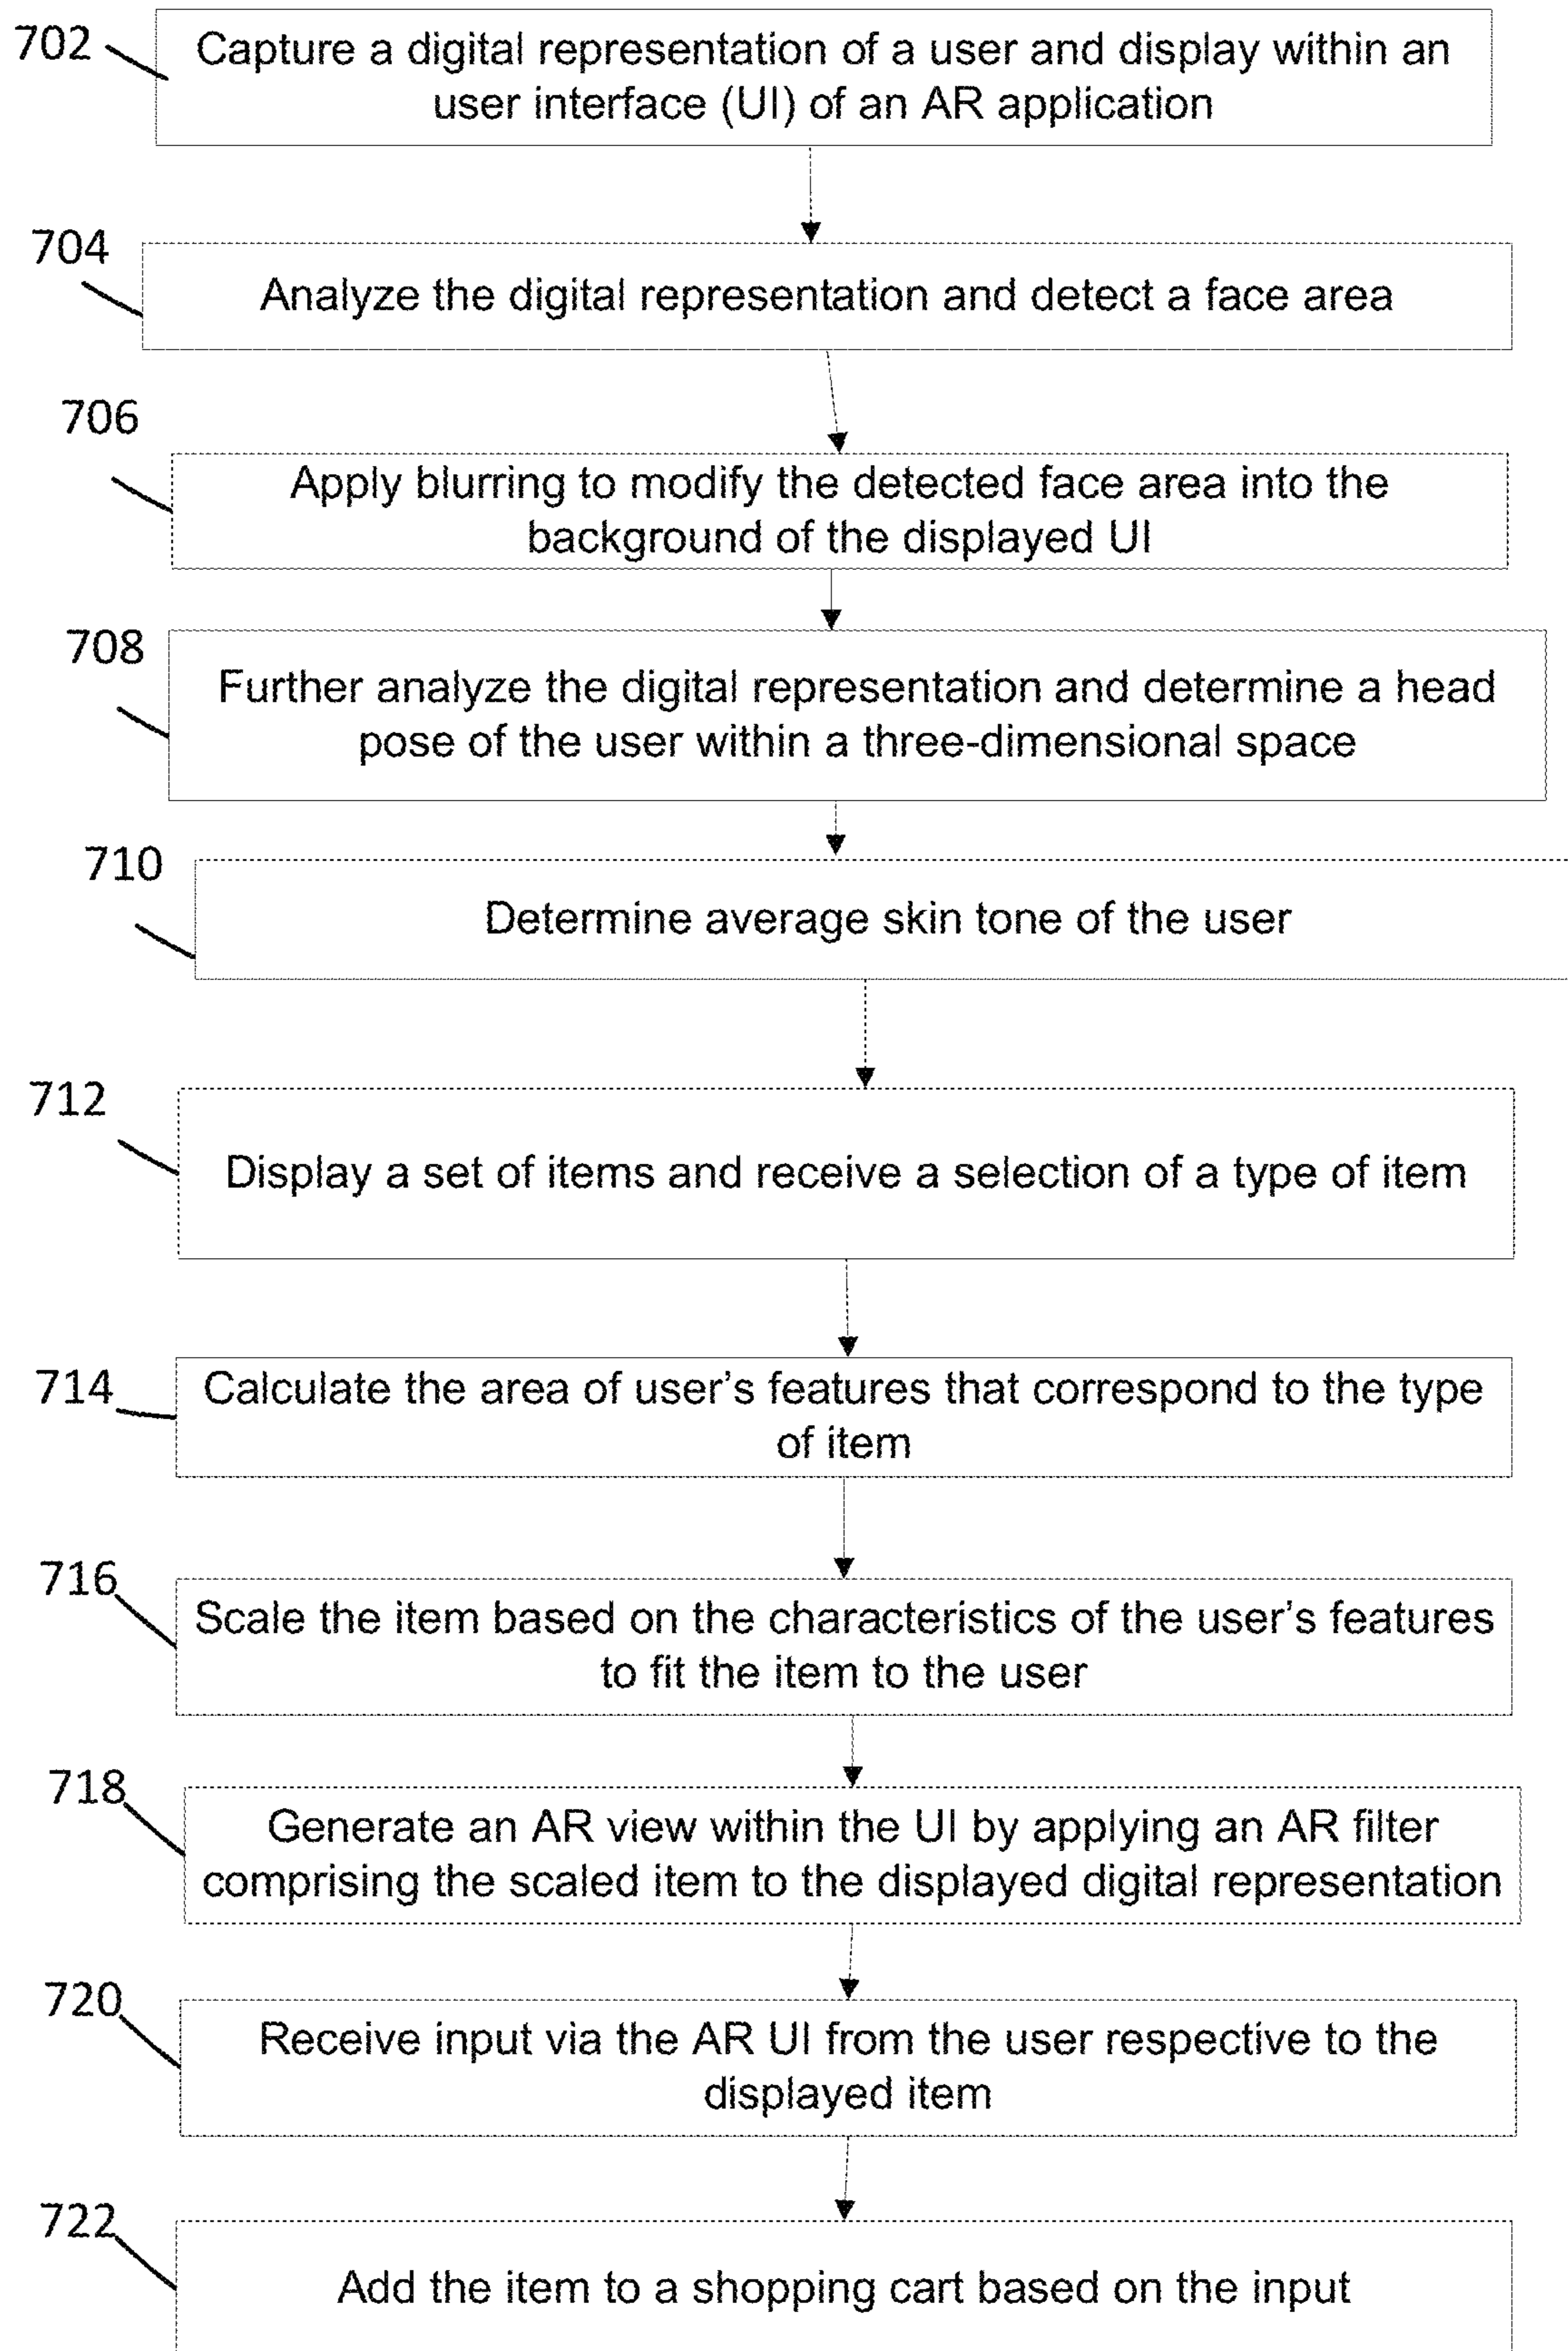 702
Capture a digital representation of a user and display within an
user interface (UI) of an AR application
704
Analyze the digital representation and detect a face area
706
Apply blurring to modify the detected face area into the
background of the displayed UI
708
Further analyze the digital representation and determine a head
pose of the user within a three-dimensional space
710
Determine average skin tone of the user
712
Display a set of items and receive a selection of a type of item
714
Calculate the area of user's features that correspond to the type
of item
716
Scale the item based on the characteristics of the user's features
to fit the item to the user
718
Generate an AR view within the UI by applying an AR filter
comprising the scaled item to the displayed digital representation
720
Receive input via the AR UI from the user respective to the
displayed item
722
Add the item to a shopping cart based on the input